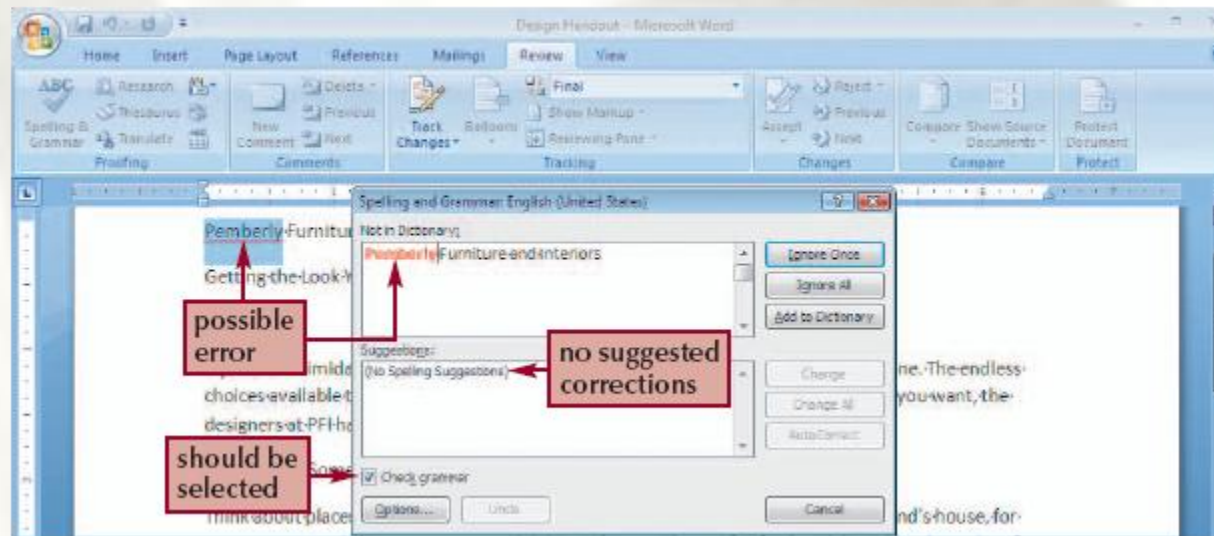 Design Handout - Microsoft Word
Home Insert Page Layout References Mailings Review View
ABC Research Final Reject
Thesaurus Delete Show Markup Previous
Spelling & Grammar Translate New Comment Previous Next Track Changes Balloons Reviewing Pane Accept Next Compare Show Source Documents Protect Document
Proofing Comments Tracking Changes Compare Protect
Spelling and Grammar: English (United States)
Pemberly Furnitu Not in Dictionary:
Pemberly Furniture and Interiors Ignore Once
Getting the Look Y Ignore All
possible error Add to Dictionary
Suggestions:
imide (No Spelling Suggestions) no suggested corrections Change ne. The endless
choices available t Change All you want, the
designers at PFI ha AutoCorrect
should be selected Some Check grammar
Options... Undo Cancel
Think about place nd's house, for